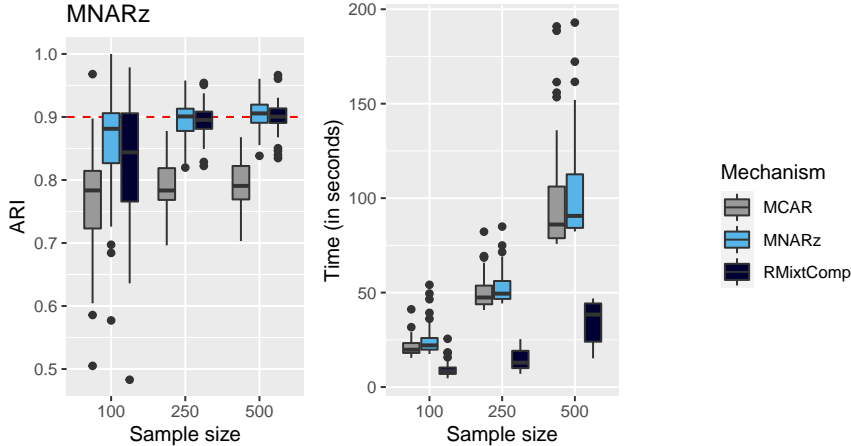 MNARz
1.0
0.9
0.8
0.7
0.6
0.5
ARI
100
250
500
Sample size
200
150
100
50
0
Time (in seconds)
100
250
500
Sample size
Mechanism
MCAR
MNARz
RMixtComp